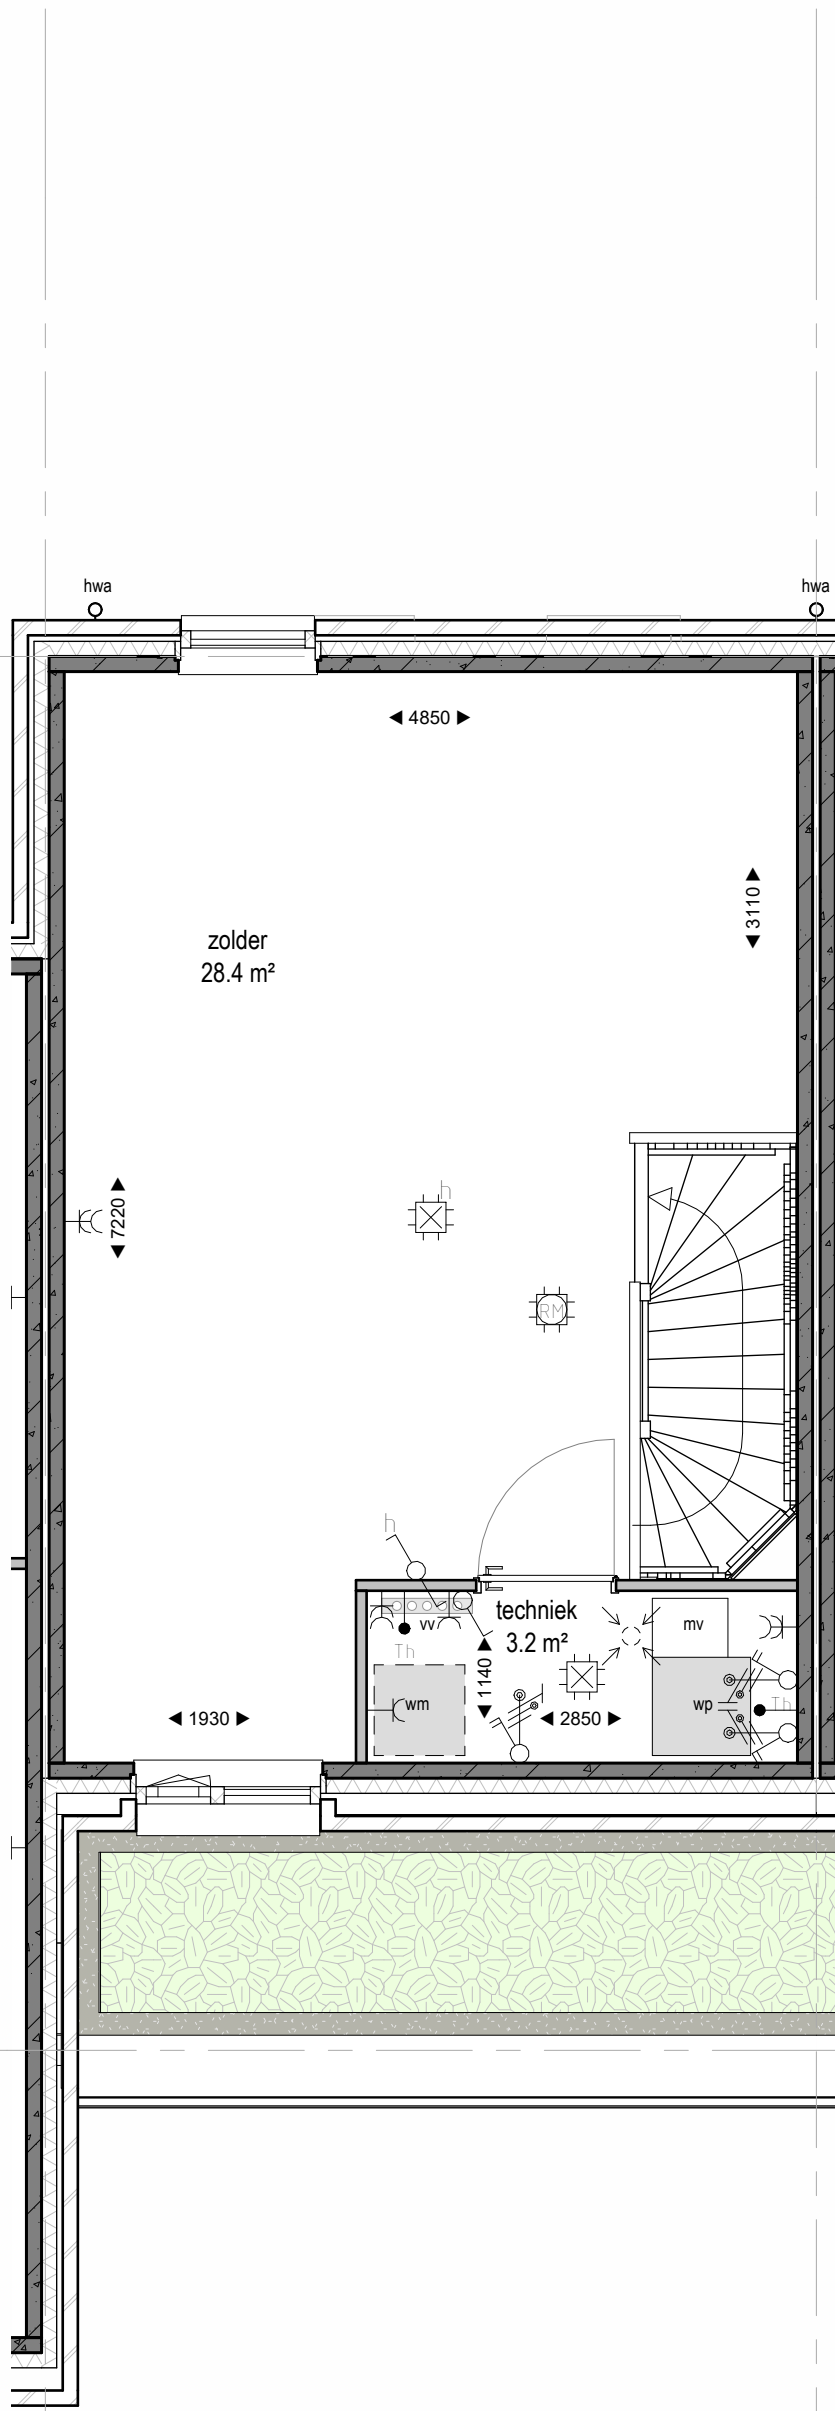 hwa
hwa
◀ 4850 ▶
◀ 3110 ▶
zolder
28.4 m²
h
◀ 7220 ▶
RM
h
techniek
3.2 m²
mv
vv
Th
◀ 1140 ▶
wm
◀ 2850 ▶
wp
Th
◀ 1930 ▶